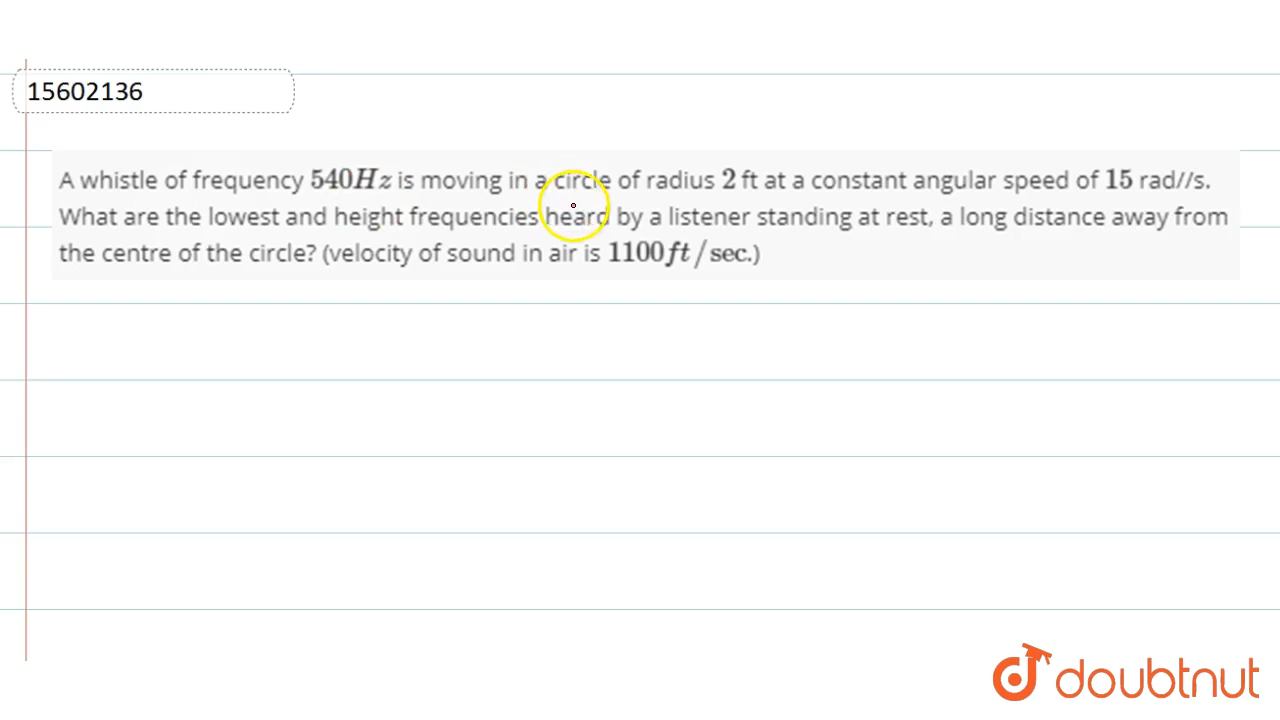 15602136
A whistle of frequency 540Hz is moving in a circle of radius 2 ft at a constant angular speed of 15 rad//s.
What are the lowest and height frequencies heard by a listener standing at rest, a long distance away from
the centre of the circle? (velocity of sound in air is 1100ft/sec.)
doubtnut